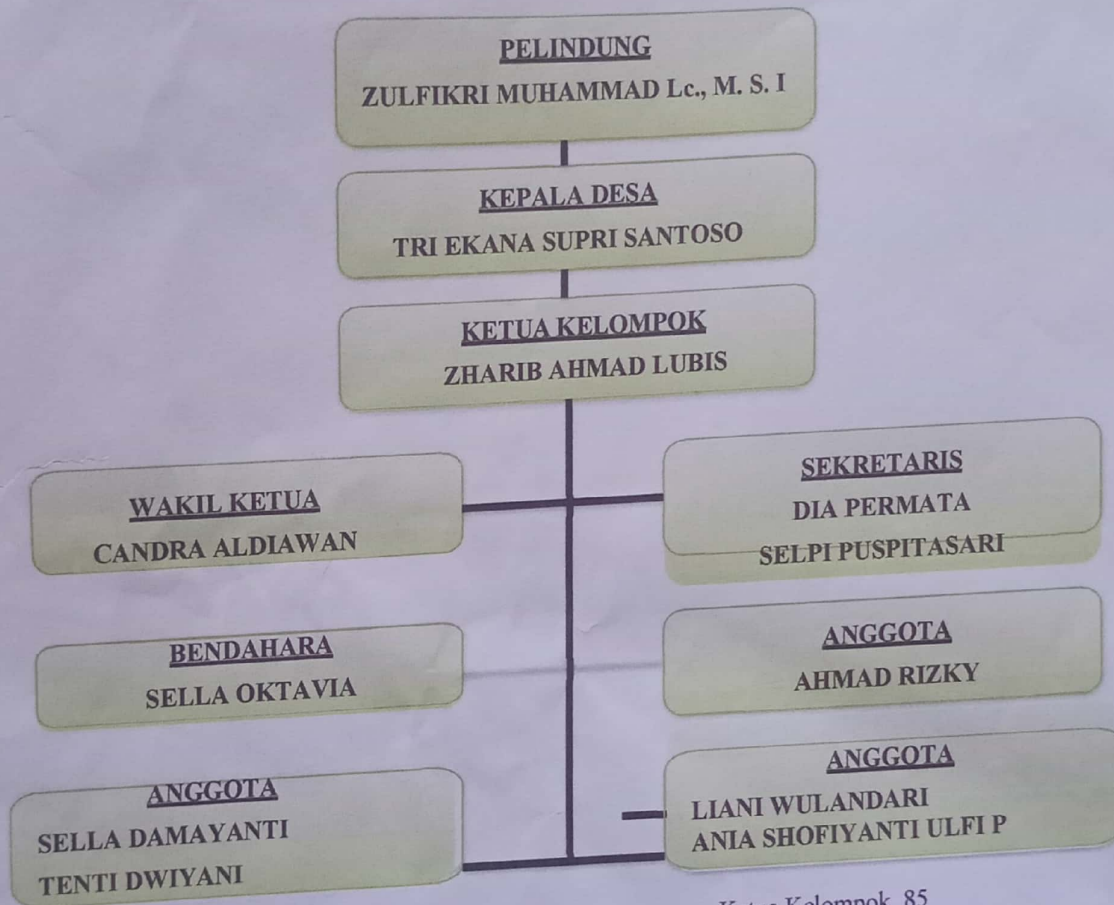 PELINDUNG
ZULFIKRI MUHAMMAD Lc., M. S. I
KEPALA DESA
TRI EKANA SUPRI SANTOSO
KETUA KELOMPOK
ZHARIB AHMAD LUBIS
WAKIL KETUA
CANDRA ALDIAWAN
SEKRETARIS
DIA PERMATA
SELPI PUSPITASARI
BENDAHARA
SELLA OKTAVIA
ANGGOTA
AHMAD RIZKY
ANGGOTA
SELLA DAMAYANTI
TENTI DWIYANI
ANGGOTA
LIANI WULANDARI
ANIA SHOFIYANTI ULFI P
Ketua Kelompok 85